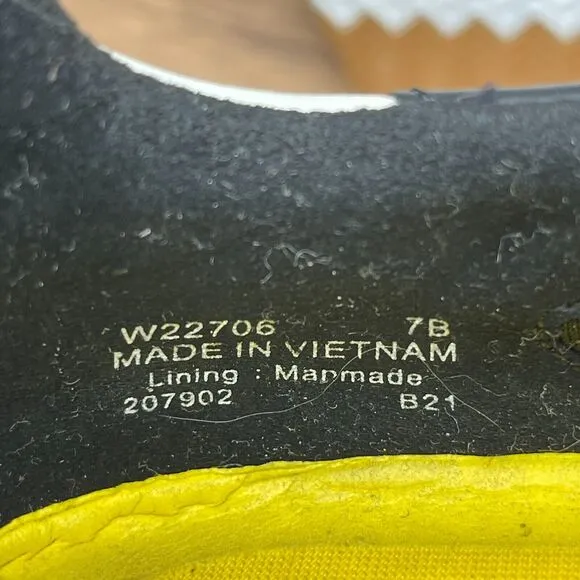 W22706 7B
MADE IN VIETNAM
Lining : Manmade
207902 B21